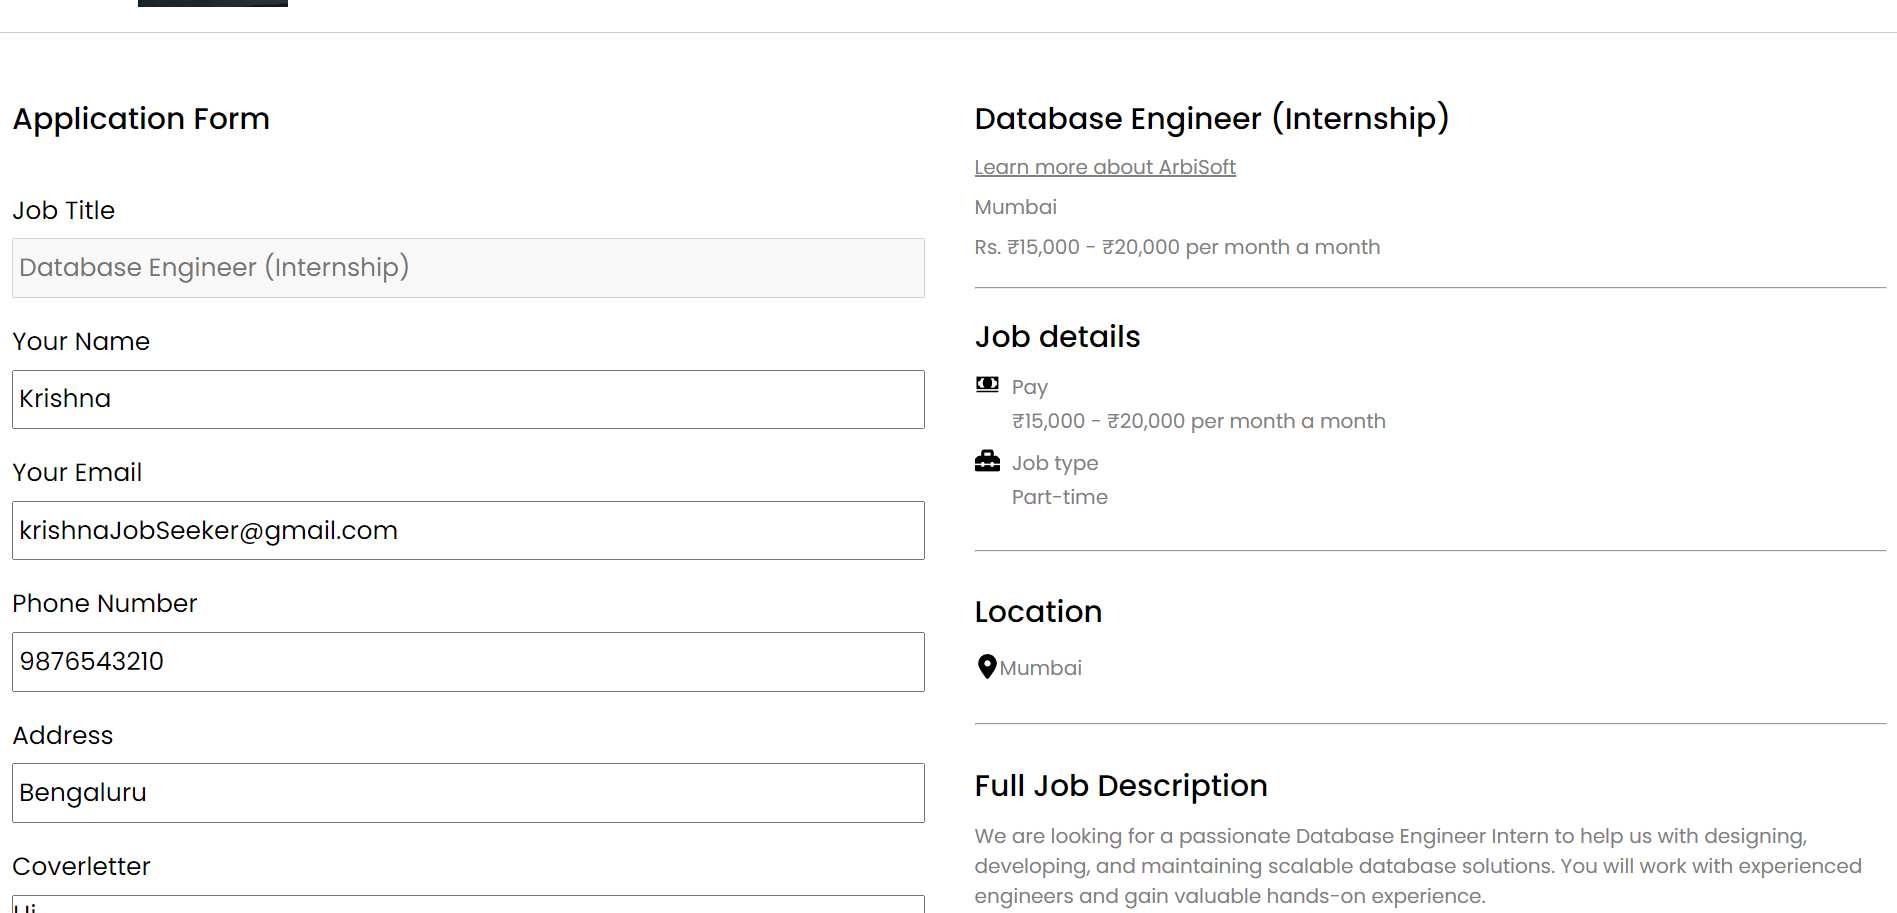 Application Form
Job Title
Database Engineer (Internship)
Your Name
Krishna
Your Email
krishnaJobSeeker@gmail.com
Phone Number
9876543210
Address
Bengaluru
Coverletter
Database Engineer (Internship)
Learn more about ArbiSoft
Mumbai
Rs. ₹15,000 - ₹20,000 per month a month
Job details
Pay
₹15,000 - ₹20,000 per month a month
Job type
Part-time
Location
Mumbai
Full Job Description
We are looking for a passionate Database Engineer Intern to help us with designing,
developing, and maintaining scalable database solutions. You will work with experienced
engineers and gain valuable hands-on experience.